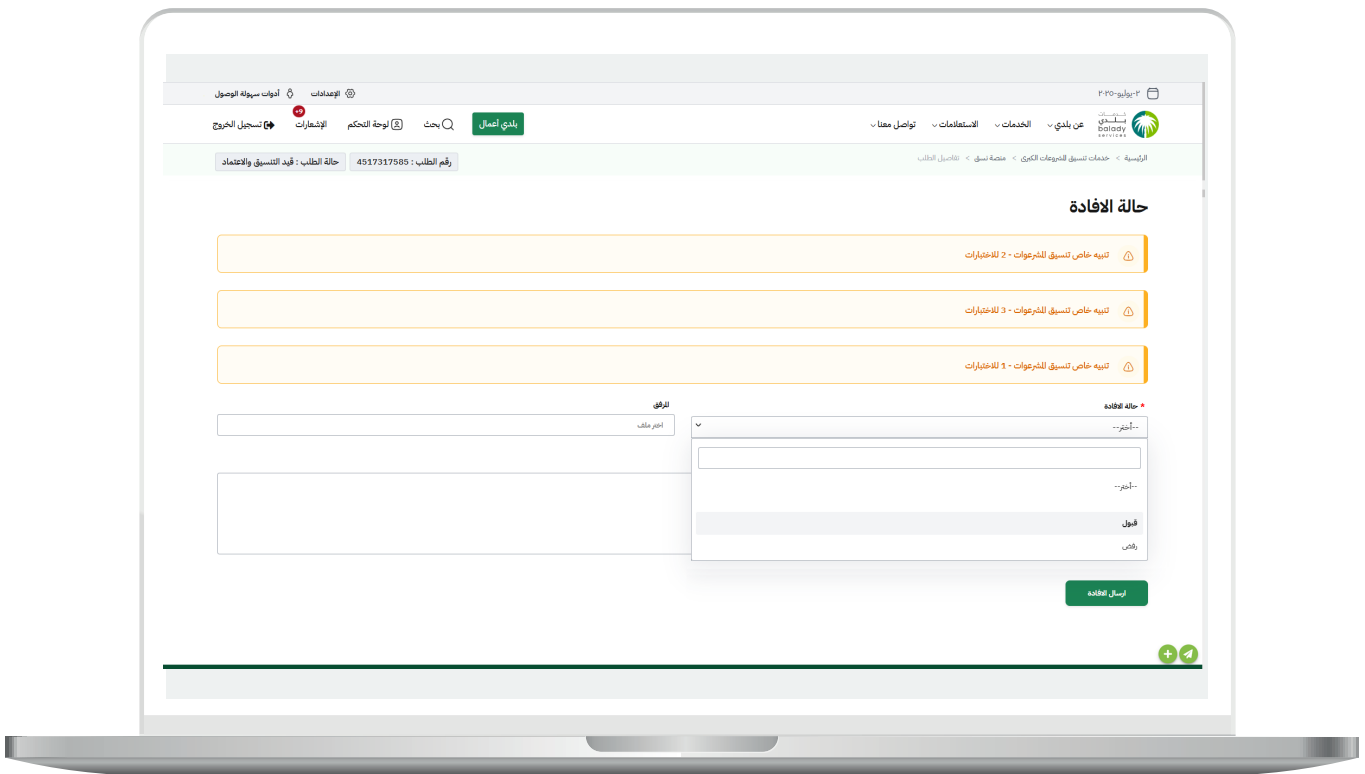 ٢-يوليو-٢٠٢٥
الإعدادات
أدوات سهولة الوصول
خدمات
بلدي
balady
services
عن بلدي
الخدمات
الاستعلامات
تواصل معنا
بلدي أعمال
بحث
لوحة التحكم
الإشعارات
+9
تسجيل الخروج
الرئيسية > خدمات تنسيق المشروعات الكبرى > منصة نسق > تفاصيل الطلب
رقم الطلب : 4517317585
حالة الطلب : قيد التنسيق والاعتماد
حالة الافادة
تنبيه خاص تنسيق المشرعوات - 2 للاختبارات
تنبيه خاص تنسيق المشرعوات - 3 للاختبارات
تنبيه خاص تنسيق المشرعوات - 1 للاختبارات
* حالة الافادة
المرفق
--أختر--
اختر ملف
--أختر--
قبول
رفض
ارسال الافادة